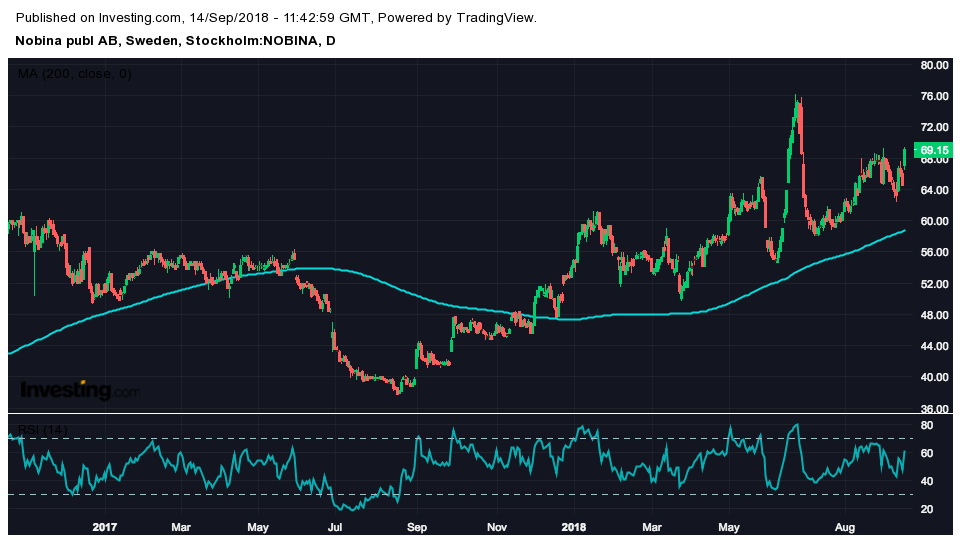 Published on Investing.com, 14/Sep/2018 - 11:42:59 GMT, Powered by TradingView.
Nobina publ AB, Sweden, Stockholm:NOBINA, D
MA (200, close, 0)
80.00
76.00
72.00
69.15
68.00
64.00
60.00
56.00
52.00
48.00
44.00
40.00
36.00
Investing.com
RSI (14)
80
60
40
20
2017
Mar
May
Jul
Sep
Nov
2018
Mar
May
Aug